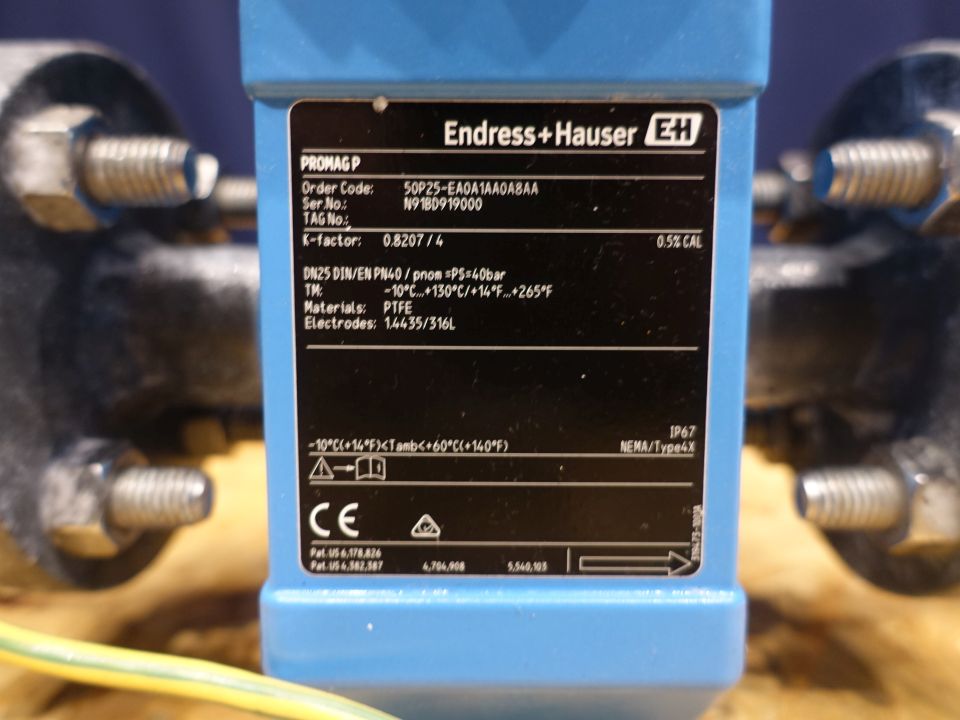 Endress+Hauser EH
PROMAG P
Order Code: 50P25-EA0A1AA0A8AA
Ser.No.: N91BD919000
TAG No.:
K-factor: 0.8207 / 4 0.5% CAL
DN25 DIN/EN PN40 / pnom =PS=40bar
TM: -10°C...+130°C/+14°F...+265°F
Materials: PTFE
Electrodes: 1.4435/316L
IP67
-10°C(+14°F)<Tamb<+60°C(+140°F) NEMA/Type4X
CE
Pat. US 6,178,826
Pat. US 4,382,387 4,704,908 5,540,103